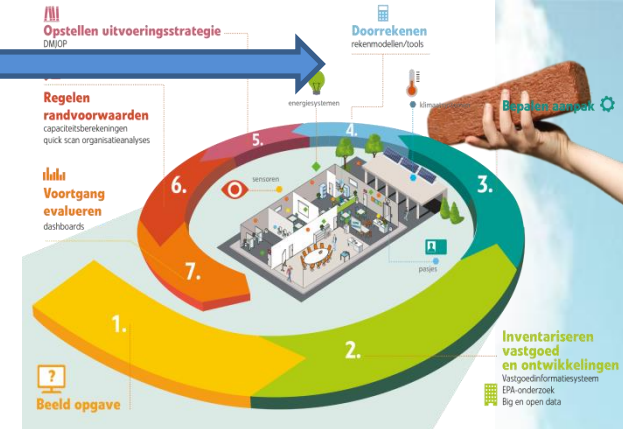 Opstellen uitvoeringsstrategie
DMJOP
Doorrekenen
rekenmodellen/tools
energiesystemen
Bepalen aanpak
Regelen
randvoorwaarden
capaciteitsberekeningen
quick scan organisatieanalyses
5.
4.
6.
3.
sensoren
Voortgang
evalueren
dashboards
7.
pasjes
1.
2.
Inventariseren
vastgoed
en ontwikkelingen
Vastgoedinformatiesysteem
EPA-onderzoek
Big en open data
?
Beeld opgave